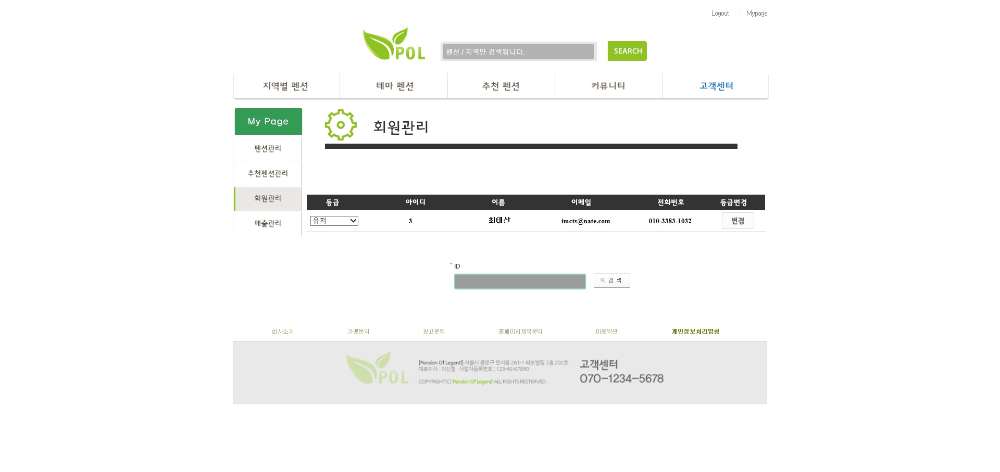 Logout
Mypage
POL
펜션 / 지역만 검색됩니다.
SEARCH
지역별 펜션
테마 펜션
추천 펜션
커뮤니티
고객센터
My Page
펜션관리
추천펜션관리
회원관리
매출관리
회원관리
등급 아이디 이름 이메일 전화번호 등급변경
유저 3 최태산 imcts@nate.com 010-3383-1032 변경
* ID
검 색
회사소개
가맹문의
광고문의
홈페이지제작문의
이용약관
개인정보처리방침
POL
[Pension Of Legend] 서울시 종로구 연지동 261-1 리도빌딩 2층 202호
대표이사 : 이신협 사업자등록번호 ; 123-45-67890
COPYRIGHT(C) Pension Of Legend ALL RIGHTS RESTERVED.
고객센터
070-1234-5678